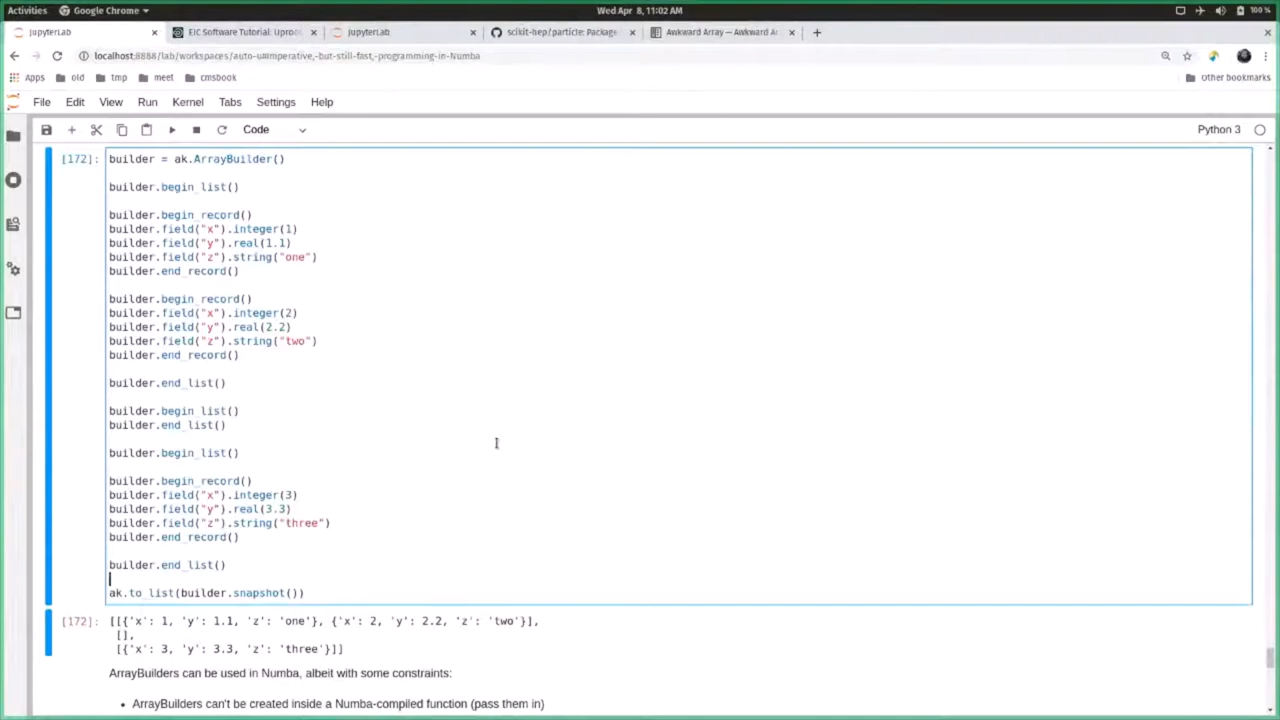 Activities Google Chrome Wed Apr 8, 11:02 AM 100 %
JupyterLab EIC Software Tutorial: Uproo JupyterLab scikit-hep/particle: Package Awkward Array — Awkward Ar
localhost:8888/lab/workspaces/auto-u#Imperative,-but-still-fast,-programming-in-Numba
Apps old tmp meet cmsbook Other bookmarks
File Edit View Run Kernel Tabs Settings Help
Code Python 3
[172]: builder = ak.ArrayBuilder()
builder.begin_list()
builder.begin_record()
builder.field("x").integer(1)
builder.field("y").real(1.1)
builder.field("z").string("one")
builder.end_record()
builder.begin_record()
builder.field("x").integer(2)
builder.field("y").real(2.2)
builder.field("z").string("two")
builder.end_record()
builder.end_list()
builder.begin_list()
builder.end_list()
builder.begin_list()
builder.begin_record()
builder.field("x").integer(3)
builder.field("y").real(3.3)
builder.field("z").string("three")
builder.end_record()
builder.end_list()
ak.to_list(builder.snapshot())
[172]: [[{'x': 1, 'y': 1.1, 'z': 'one'}, {'x': 2, 'y': 2.2, 'z': 'two'}],
[],
[{'x': 3, 'y': 3.3, 'z': 'three'}]]
ArrayBuilders can be used in Numba, albeit with some constraints:
• ArrayBuilders can't be created inside a Numba-compiled function (pass them in)